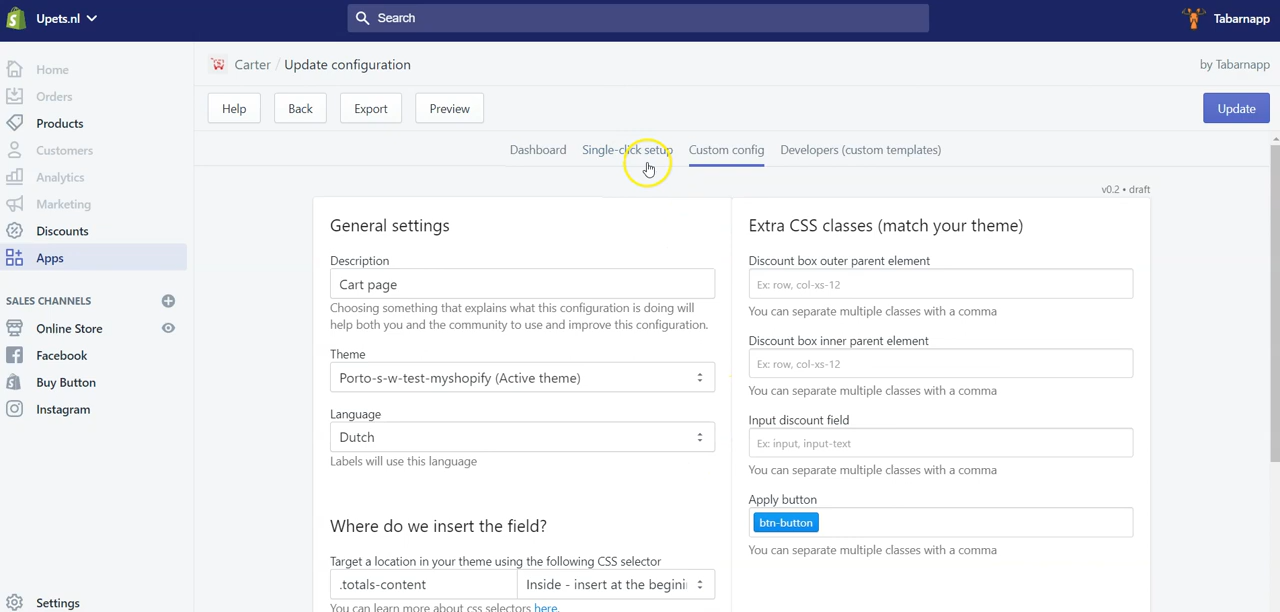 Upets.nl
Search
Tabarnapp
Home
Orders
Products
Customers
Analytics
Marketing
Discounts
Apps
SALES CHANNELS
Online Store
Facebook
Buy Button
Instagram
Settings
Carter / Update configuration
by Tabarnapp
Help
Back
Export
Preview
Update
Dashboard
Single-click setup
Custom config
Developers (custom templates)
v0.2 • draft
General settings
Description
Cart page
Choosing something that explains what this configuration is doing will
help both you and the community to use and improve this configuration.
Theme
Porto-s-w-test-myshopify (Active theme)
Language
Dutch
Labels will use this language
Where do we insert the field?
Target a location in your theme using the following CSS selector
.totals-content
Inside - insert at the begini
You can learn more about css selectors here.
Extra CSS classes (match your theme)
Discount box outer parent element
Ex: row, col-xs-12
You can separate multiple classes with a comma
Discount box inner parent element
Ex: row, col-xs-12
You can separate multiple classes with a comma
Input discount field
Ex: input, input-text
You can separate multiple classes with a comma
Apply button
btn-button
You can separate multiple classes with a comma